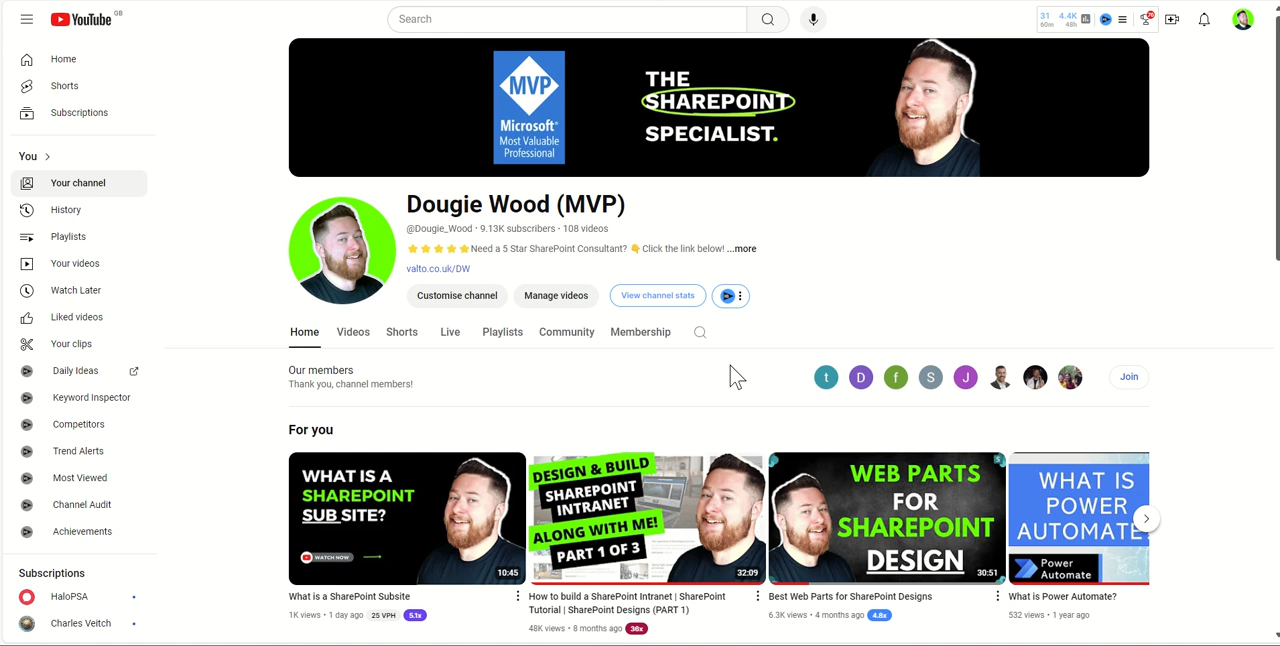 YouTube GB
Search
31 4.4K
60m 48h
Home
Shorts
Subscriptions
You
Your channel
History
Playlists
Your videos
Watch Later
Liked videos
Your clips
Daily Ideas
Keyword Inspector
Competitors
Trend Alerts
Most Viewed
Channel Audit
Achievements
Subscriptions
HaloPSA
Charles Veitch
MVP
Microsoft®
Most Valuable
Professional
THE
SHAREPOINT
SPECIALIST.
Dougie Wood (MVP)
@Dougie_Wood · 9.13K subscribers · 108 videos
Need a 5 Star SharePoint Consultant? Click the link below! ...more
valto.co.uk/DW
Customise channel Manage videos View channel stats
Home Videos Shorts Live Playlists Community Membership
Our members
Thank you, channel members!
t D f S J
Join
For you
WHAT IS A
SHAREPOINT
SUB SITE?
WATCH NOW
10:45
What is a SharePoint Subsite
1K views • 1 day ago 25 VPH 5.1x
DESIGN & BUILD
SHAREPOINT
INTRANET
ALONG WITH ME!
PART 1 OF 3
32:09
How to build a SharePoint Intranet | SharePoint
Tutorial | SharePoint Designs (PART 1)
48K views • 8 months ago 36x
WEB PARTS
FOR
SHAREPOINT
DESIGN
30:51
Best Web Parts for SharePoint Designs
6.3K views • 4 months ago 4.8x
WHAT IS
POWER
AUTOMATE
Power
Automate
What is Power Automate?
532 views • 1 year ago